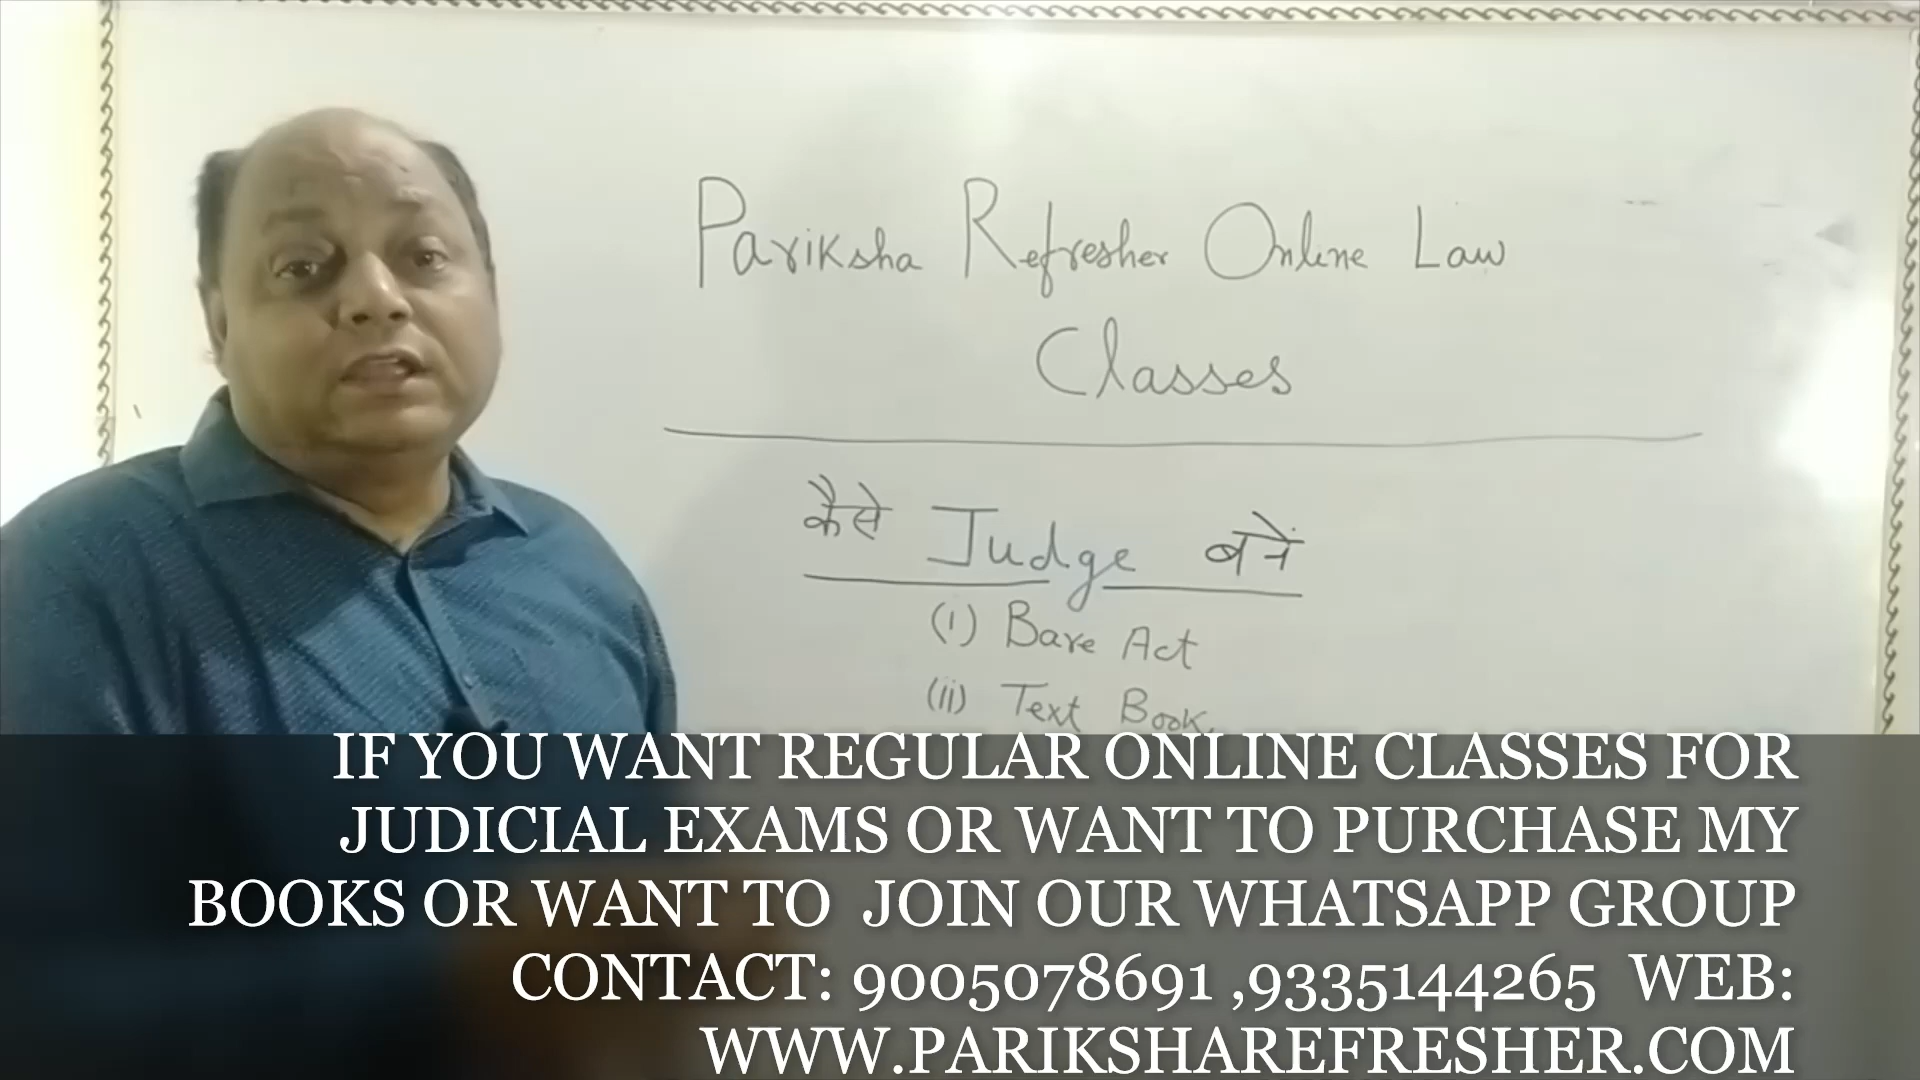 Pariksha Refresher Online Law
Classes
कैसे Judge बनें
(i) Bare Act
(ii) Text Book.
IF YOU WANT REGULAR ONLINE CLASSES FOR
JUDICIAL EXAMS OR WANT TO PURCHASE MY
BOOKS OR WANT TO JOIN OUR WHATSAPP GROUP
CONTACT: 9005078691 ,9335144265 WEB:
WWW.PARIKSHAREFRESHER.COM